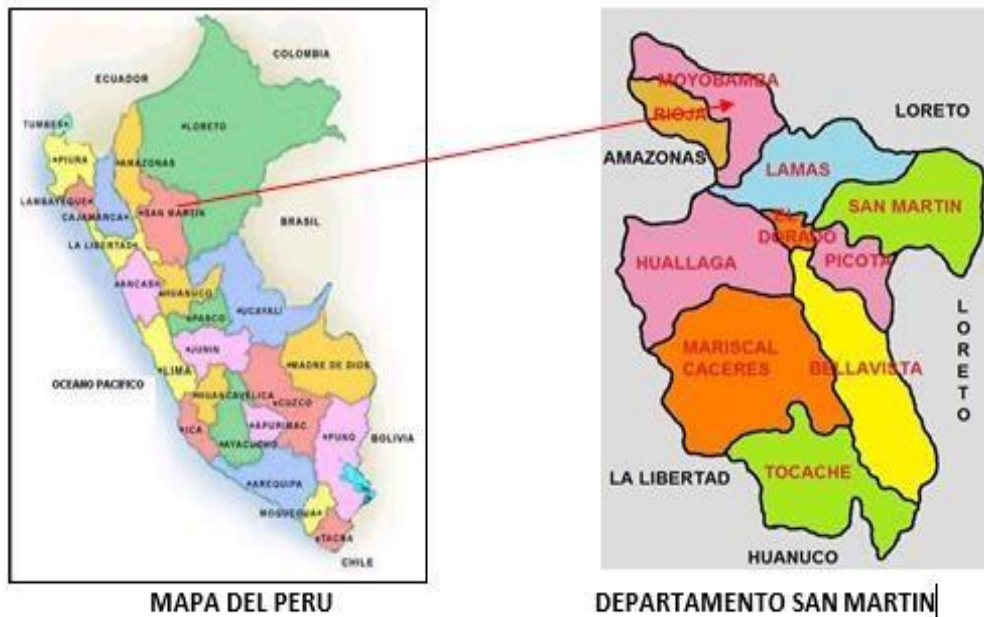 COLOMBIA
ECUADOR
TUMBES
LORETO
PIURA
AMAZONAS
LAMBAYEQUE
SAN MARTIN
CAJAMARCA
BRASIL
LA LIBERTAD
ANCASH
HUANUCO
UCAYALI
PASCO
JUNIN
MADRE DE DIOS
LIMA
OCEANO PACIFICO
HUANCAVELICA
CUZCO
ICA
APURIMAC
PUNO
BOLIVIA
AYACUCHO
AREQUIPA
MOQUEGUA
TACNA
CHILE
MAPA DEL PERU
MOYOBAMBA
RIOJA
LORETO
AMAZONAS
LAMAS
SAN MARTIN
EL
DORADO
HUALLAGA
PICOTA
LORETO
MARISCAL
CACERES
BELLAVISTA
LA LIBERTAD
TOCACHE
HUANUCO
DEPARTAMENTO SAN MARTIN